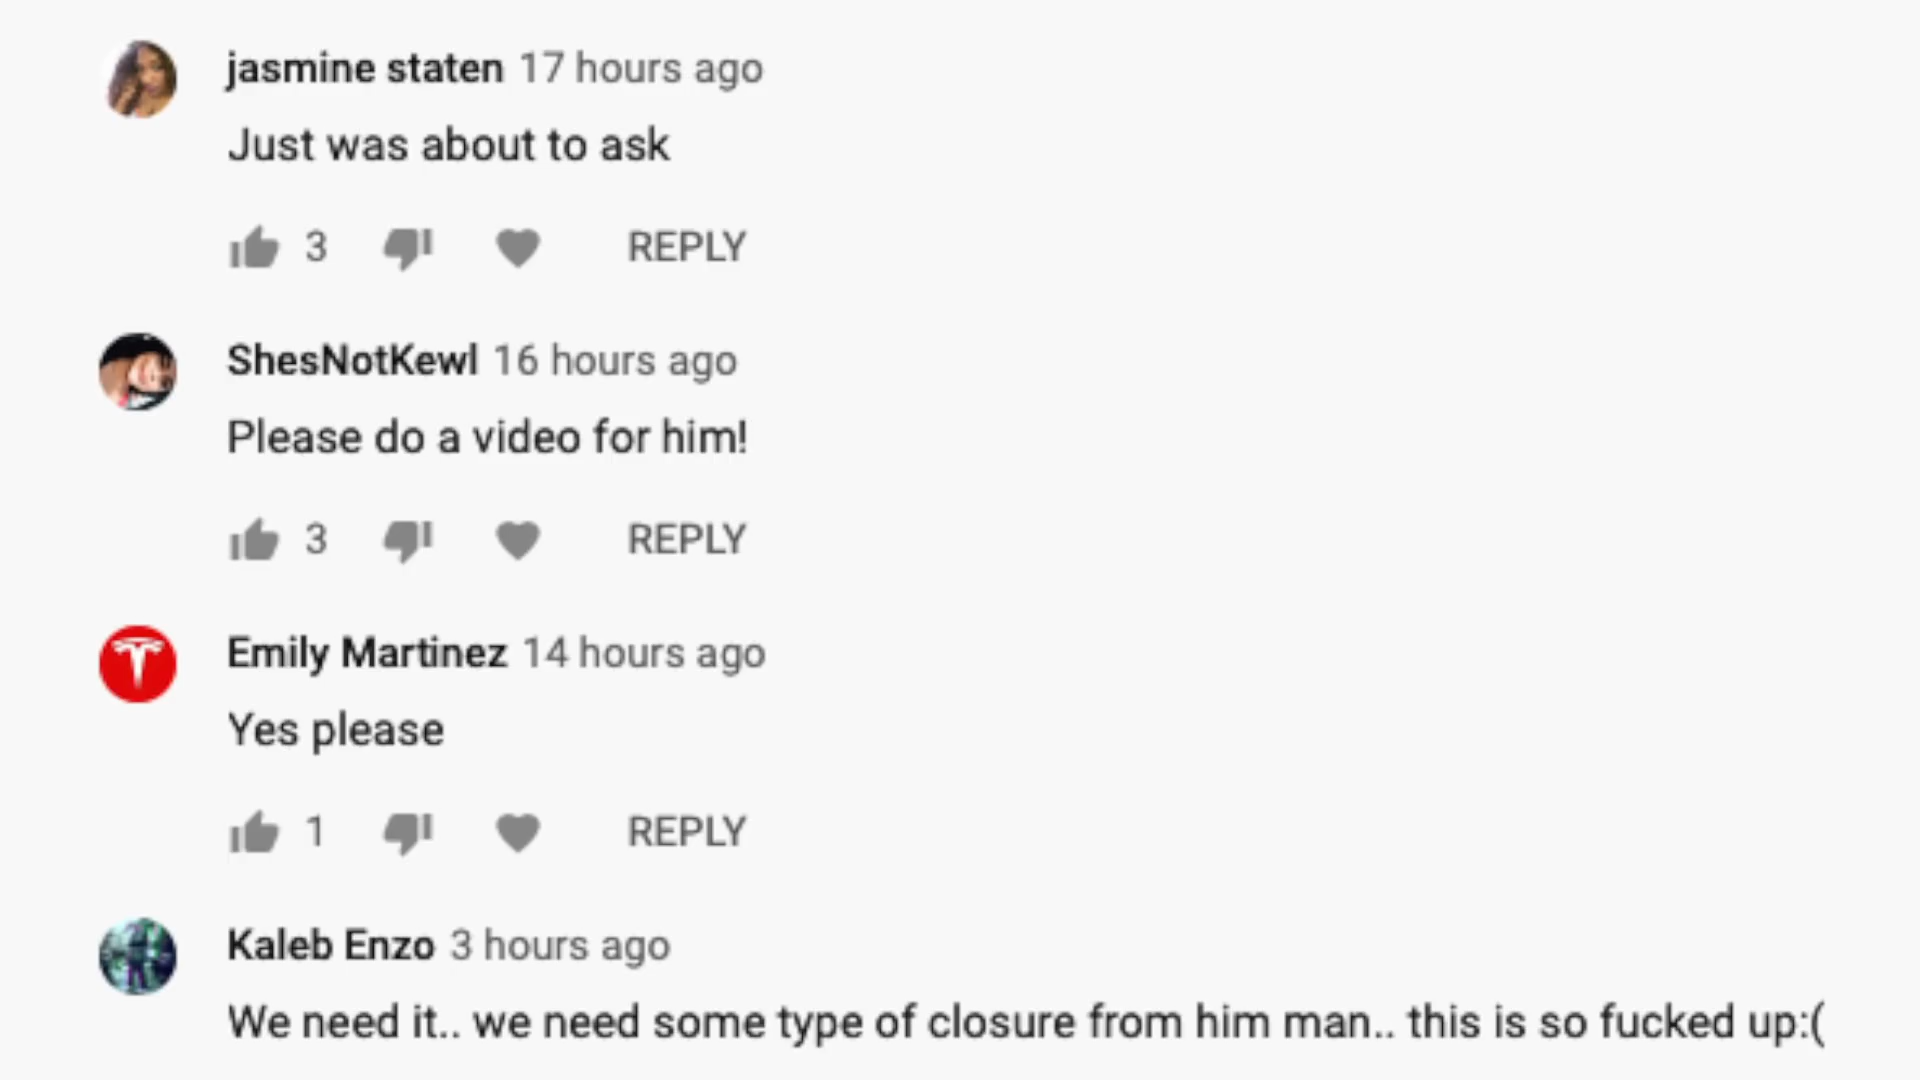 jasmine staten 17 hours ago
Just was about to ask
3 REPLY
ShesNotKewl 16 hours ago
Please do a video for him!
3 REPLY
Emily Martinez 14 hours ago
Yes please
1 REPLY
Kaleb Enzo 3 hours ago
We need it.. we need some type of closure from him man.. this is so fucked up:(